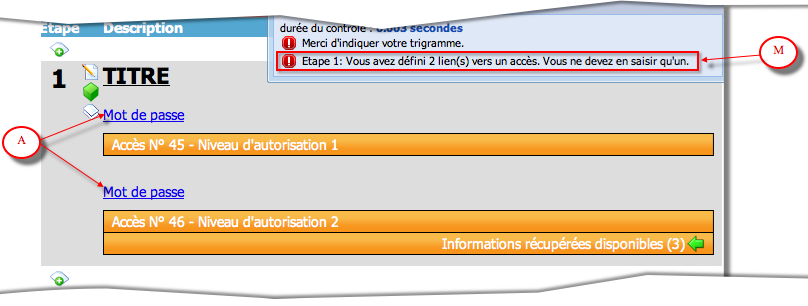 Etape Description
durée du controle : 0.003 secondes
Merci d'indiquer votre trigramme.
Etape 1: Vous avez défini 2 lien(s) vers un accès. Vous ne devez en saisir qu'un.
M
1 TITRE
Mot de passe
A
Accès N° 45 - Niveau d'autorisation 1
Mot de passe
Accès N° 46 - Niveau d'autorisation 2
Informations récupérées disponibles (3)